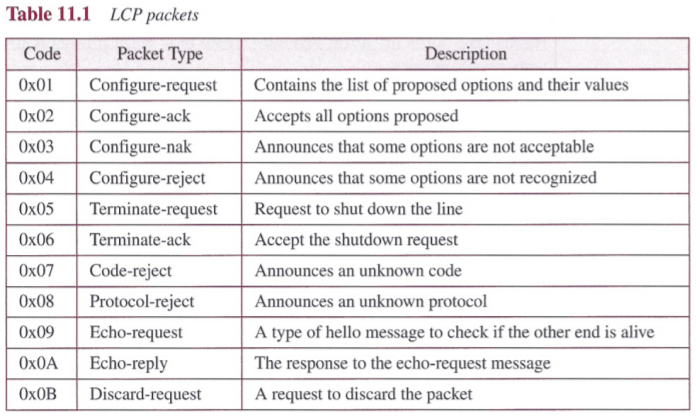 Table 11.1 LCP packets
Code Packet Type Description
0x01 Configure-request Contains the list of proposed options and their values
0x02 Configure-ack Accepts all options proposed
0x03 Configure-nak Announces that some options are not acceptable
0x04 Configure-reject Announces that some options are not recognized
0x05 Terminate-request Request to shut down the line
0x06 Terminate-ack Accept the shutdown request
0x07 Code-reject Announces an unknown code
0x08 Protocol-reject Announces an unknown protocol
0x09 Echo-request A type of hello message to check if the other end is alive
0x0A Echo-reply The response to the echo-request message
0x0B Discard-request A request to discard the packet